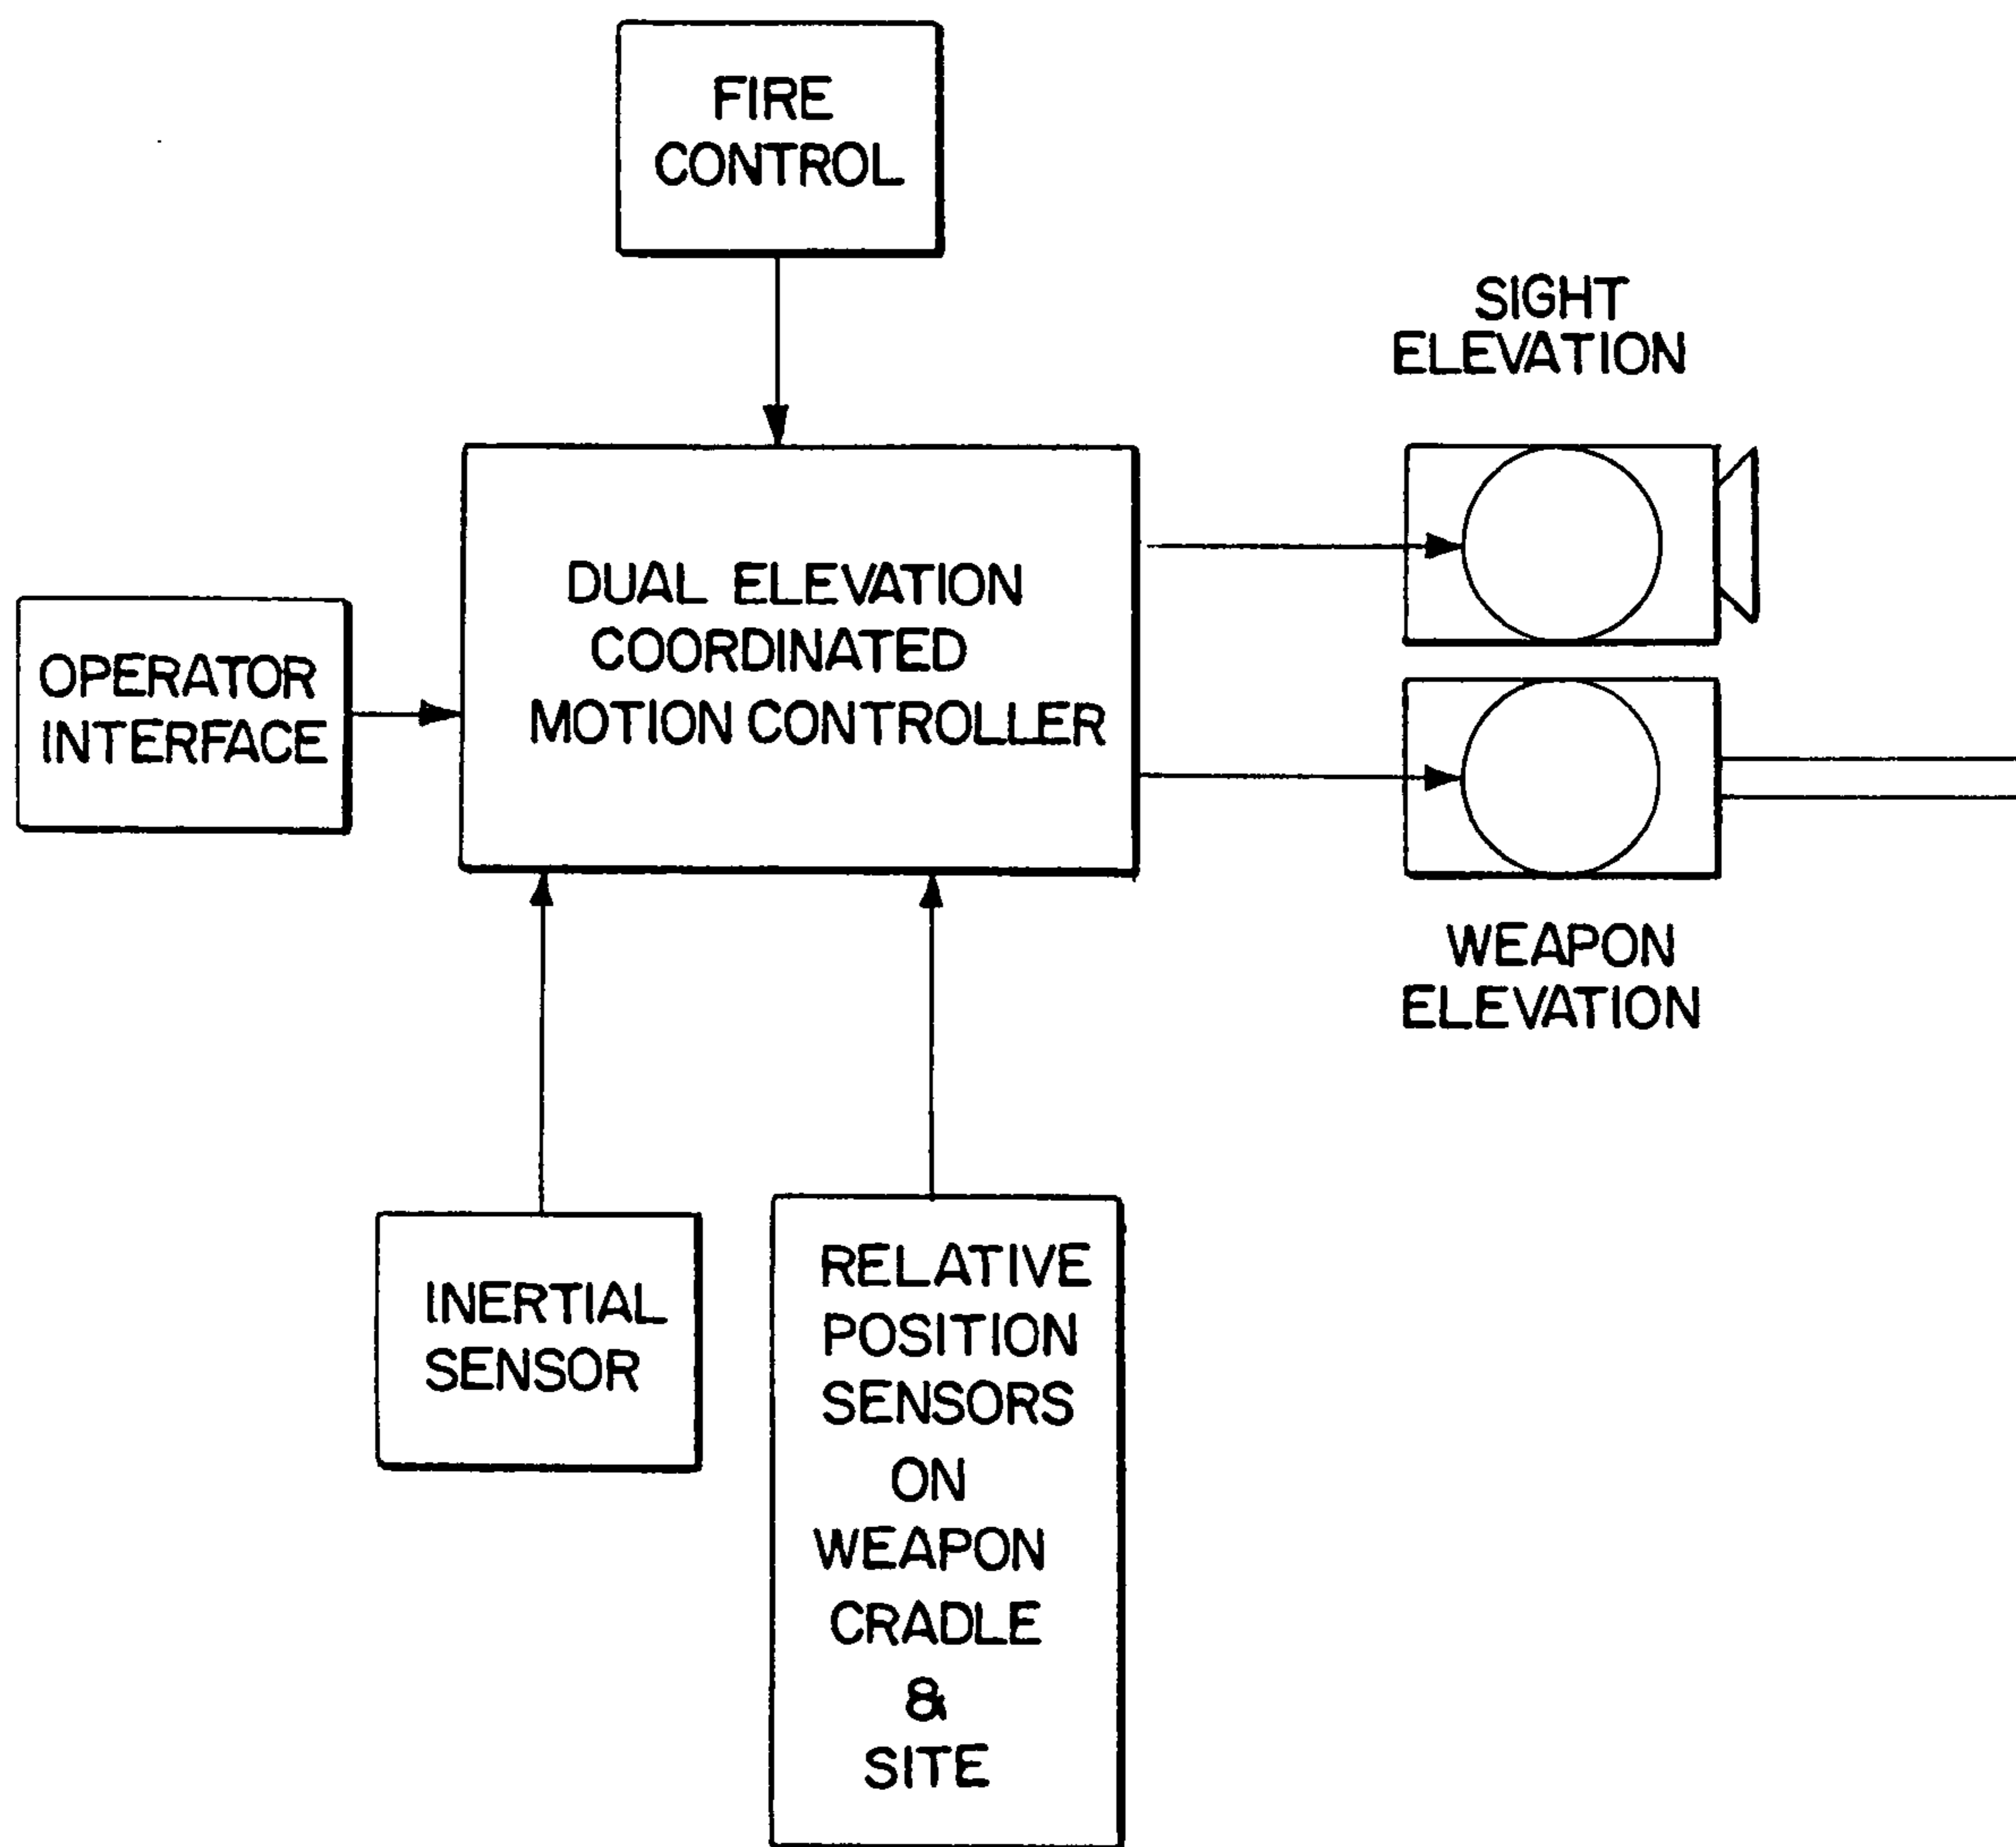 FIRE
CONTROL
SIGHT
ELEVATION
DUAL ELEVATION
COORDINATED
MOTION CONTROLLER
OPERATOR
INTERFACE
WEAPON
ELEVATION
INERTIAL
SENSOR
RELATIVE
POSITION
SENSORS
ON
WEAPON
CRADLE
&
SITE